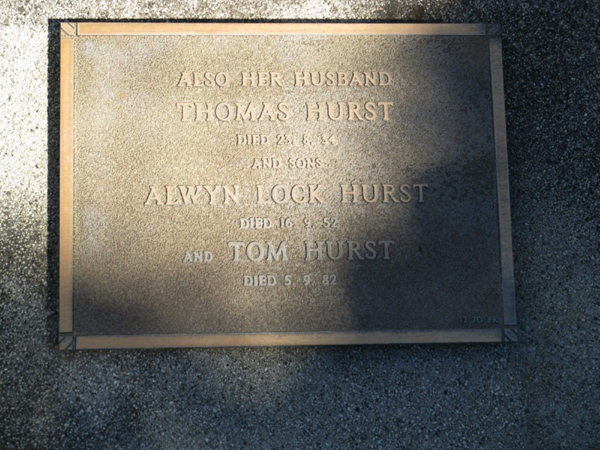 ALSO HER HUSBAND
THOMAS HURST
DIED 25. 8. 34
AND SONS
ALWYN LOCK HURST
DIED 16. 9. 52
AND TOM HURST
DIED 5. 9. 82